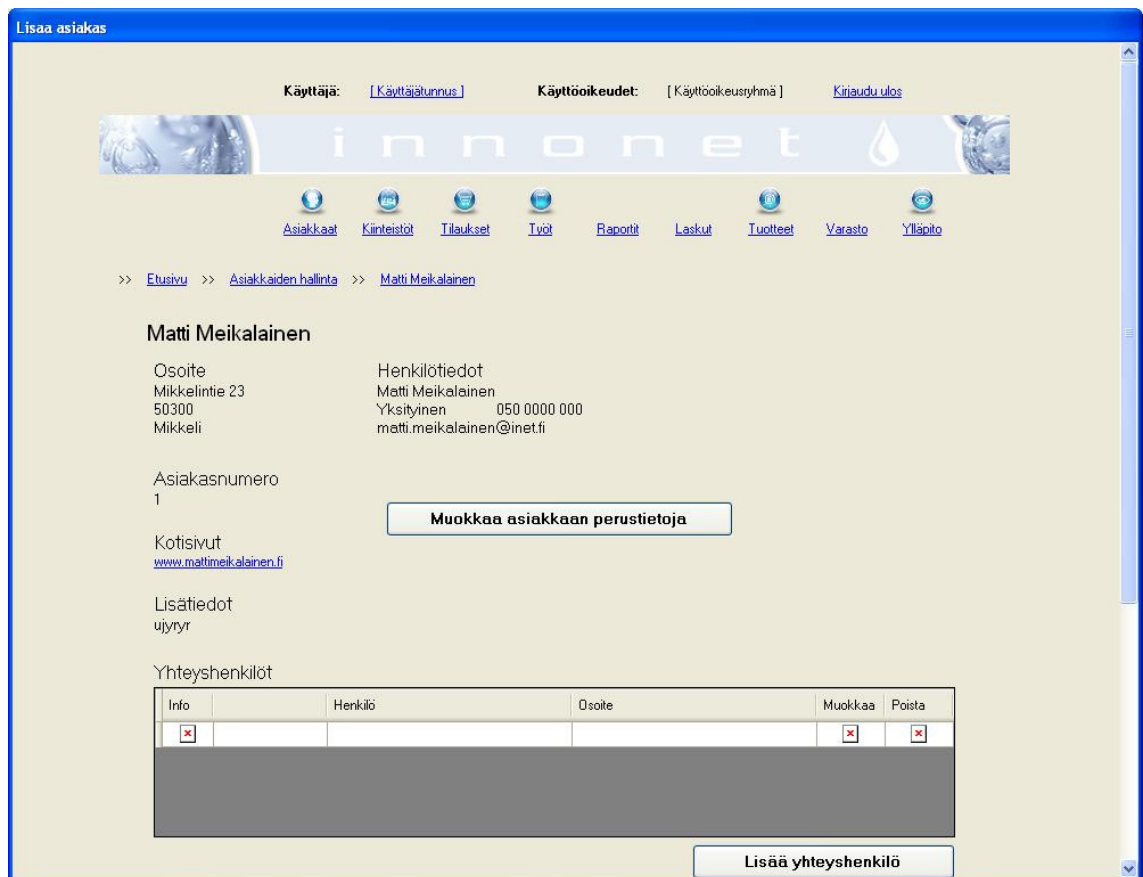 Lisaa asiakas
Käyttäjä: [ Käyttäjätunnus ] Käyttöoikeudet: [ Käyttöoikeusryhmä ] Kirjaudu ulos
innonet
Asiakkaat Kiinteistöt Tilaukset Työt Raportit Laskut Tuotteet Varasto Ylläpito
>> Etusivu >> Asiakkaiden hallinta >> Matti Meikalainen
Matti Meikalainen
Osoite
Mikkelintie 23
50300
Mikkeli
Henkilötiedot
Matti Meikalainen
Yksityinen 050 0000 000
matti.meikalainen@inet.fi
Asiakasnumero
1
Muokkaa asiakkaan perustietoja
Kotisivut
www.mattimeikalainen.fi
Lisätiedot
ujyryr
Yhteyshenkilöt
Info Henkilö Osoite Muokkaa Poista
Lisää yhteyshenkilö